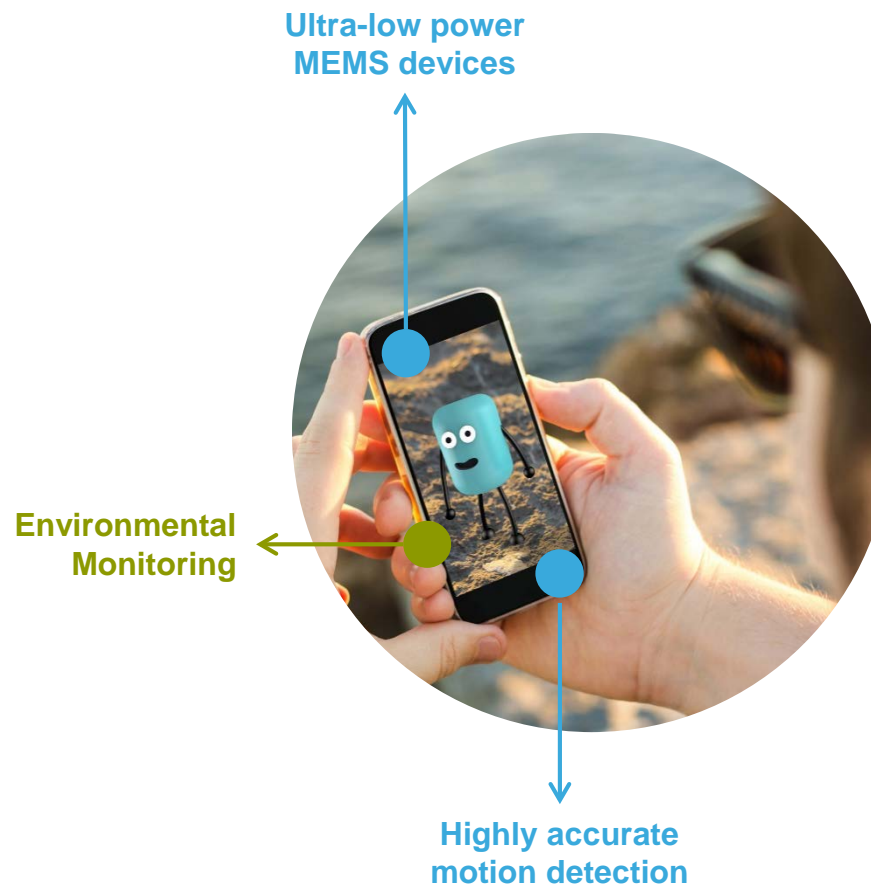 Ultra-low power
MEMS devices
Environmental
Monitoring
Highly accurate
motion detection